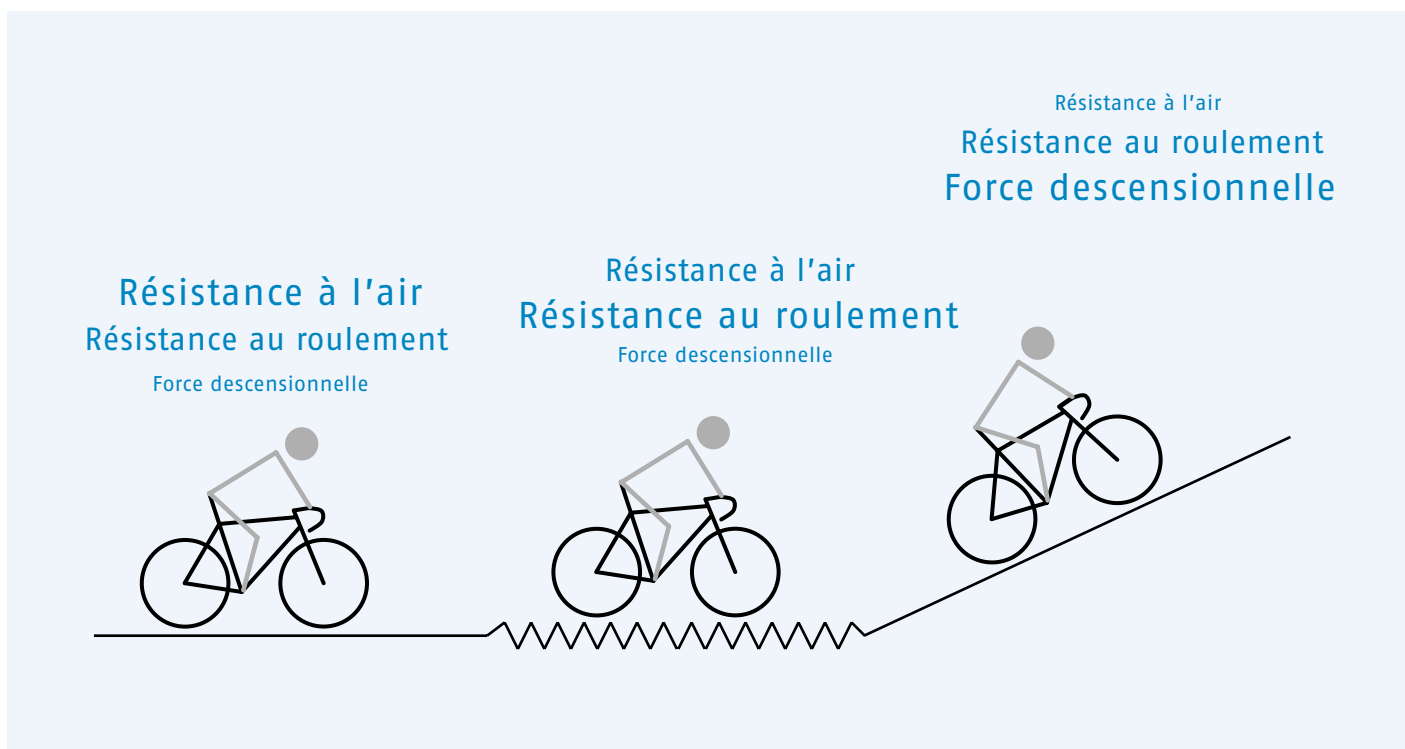 Résistance à l'air
Résistance au roulement
Force descensionnelle
Résistance à l'air
Résistance au roulement
Force descensionnelle
Résistance à l'air
Résistance au roulement
Force descensionnelle